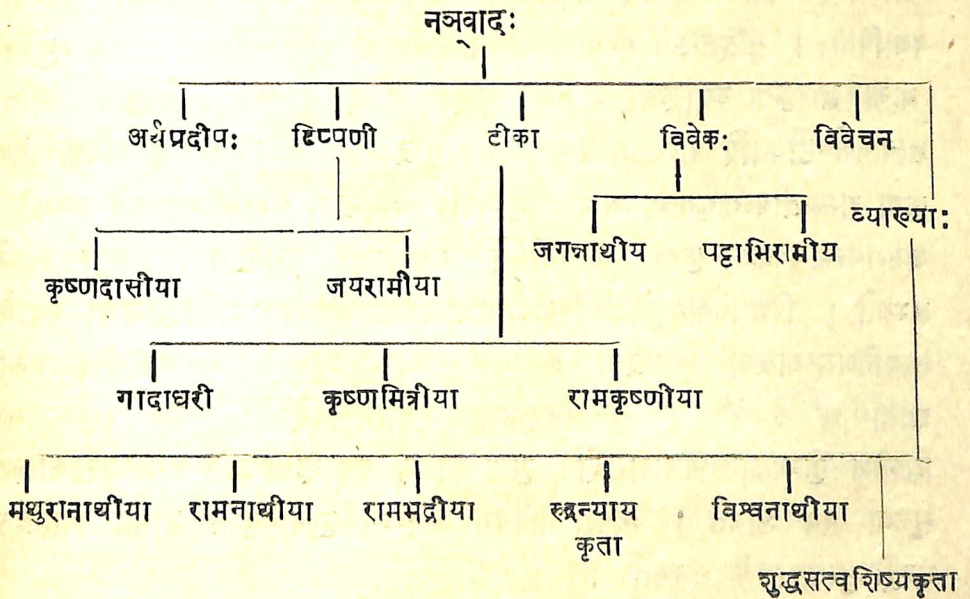 नञ्वादः
अर्थप्रदीपः टिप्पणी टीका विवेकः विवेचन
व्याख्याः
जगन्नाथीय पट्टाभिरामीय
कृष्णदासीया जयरामीया
गादाधरी कृष्णमित्रीया रामकृष्णीया
मथुरानाथीया रामनाथीया रामभद्रीया रुद्रन्याय विश्वनाथीया
कृता
शुद्धसत्वशिष्यकृता